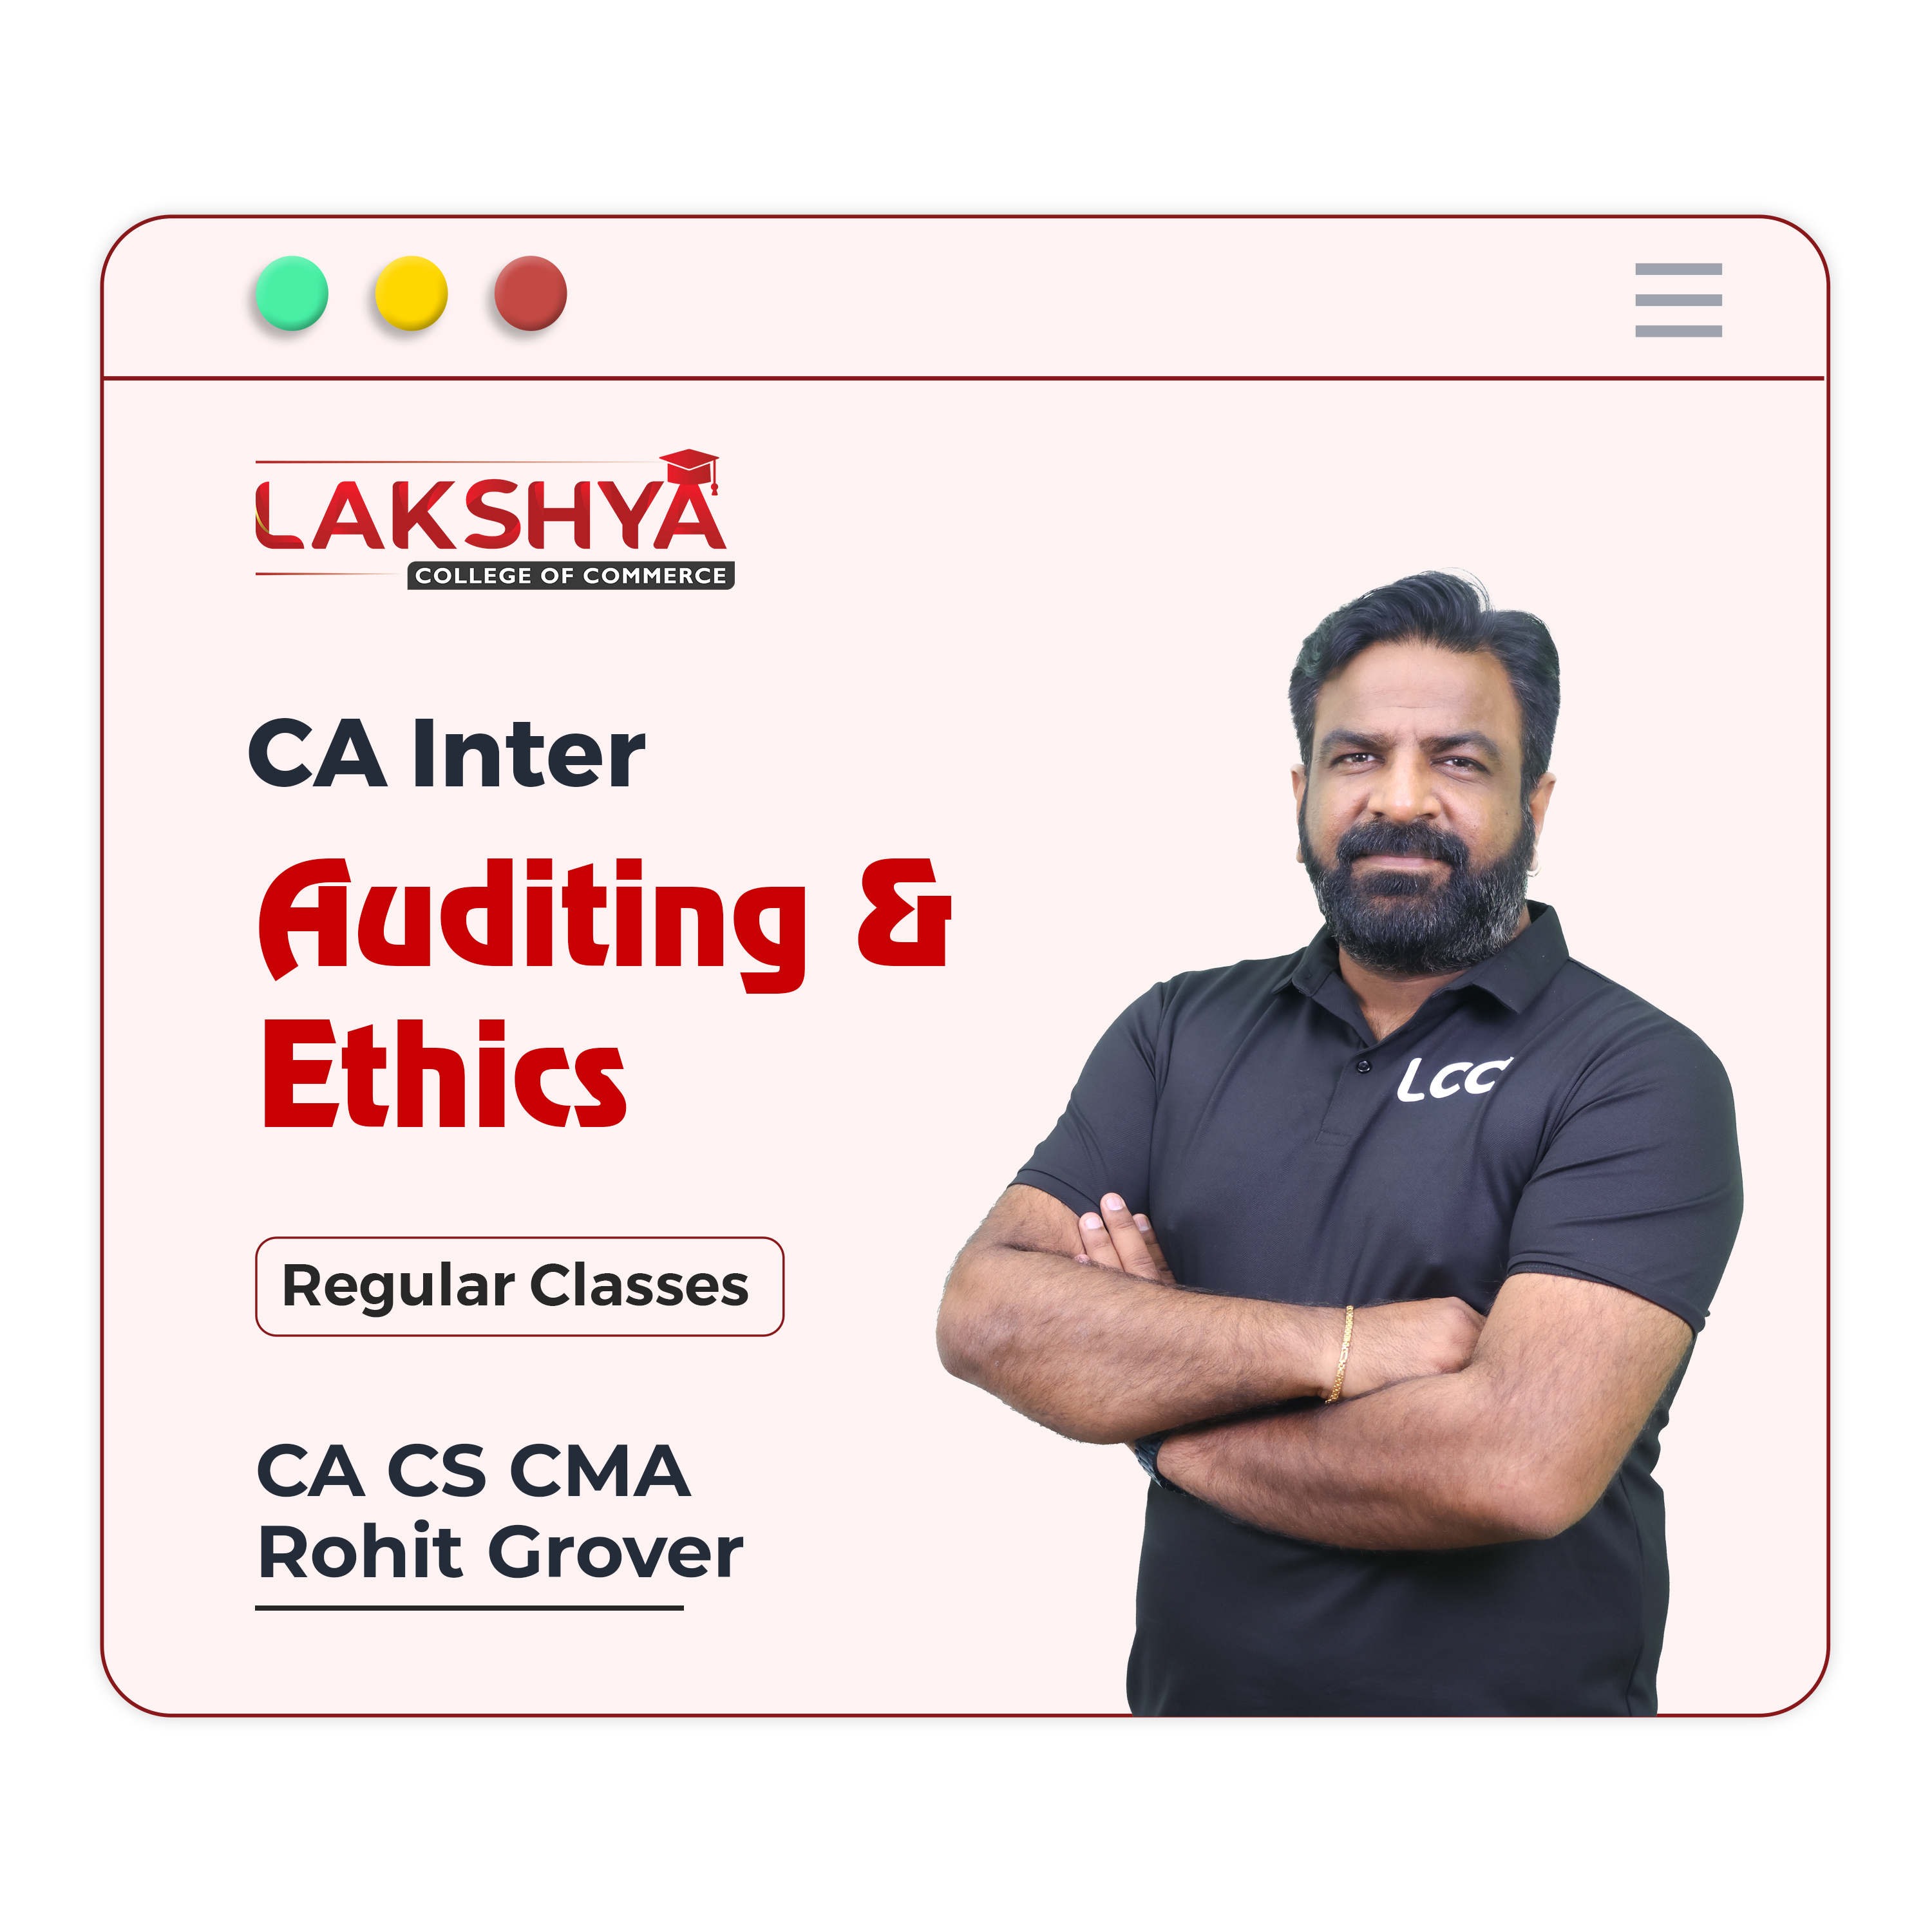 LAKSHYA
COLLEGE OF COMMERCE
CA Inter
Auditing &
Ethics
LCC
Regular Classes
CA CS CMA
Rohit Grover